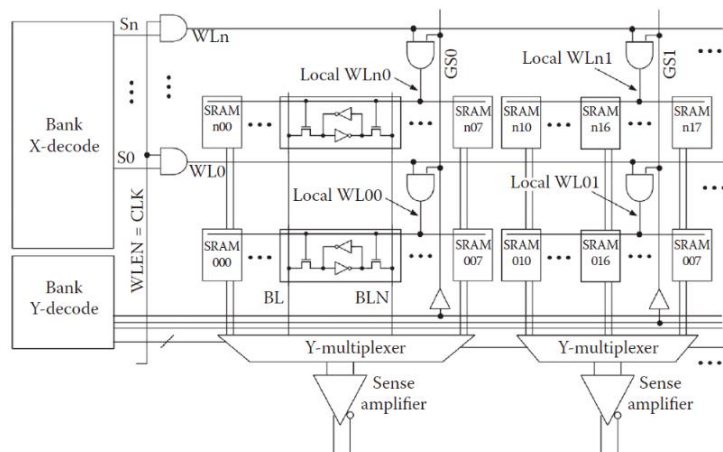 Sn
WLn
GS0
GS1
Local WLn0
Local WLn1
Bank
X-decode
SRAM
n00
SRAM
n07
SRAM
n10
SRAM
n16
SRAM
n17
S0
WL0
Local WL00
Local WL01
WLEN = CLK
SRAM
000
SRAM
007
SRAM
010
SRAM
016
SRAM
007
Bank
Y-decode
BL
BLN
Y-multiplexer
Y-multiplexer
Sense
amplifier
Sense
amplifier